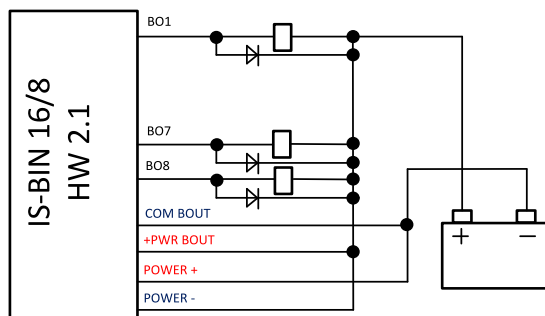 BO1
IS-BIN 16/8
HW 2.1
BO7
BO8
COM BOUT
+PWR BOUT
POWER +
POWER -
+ −